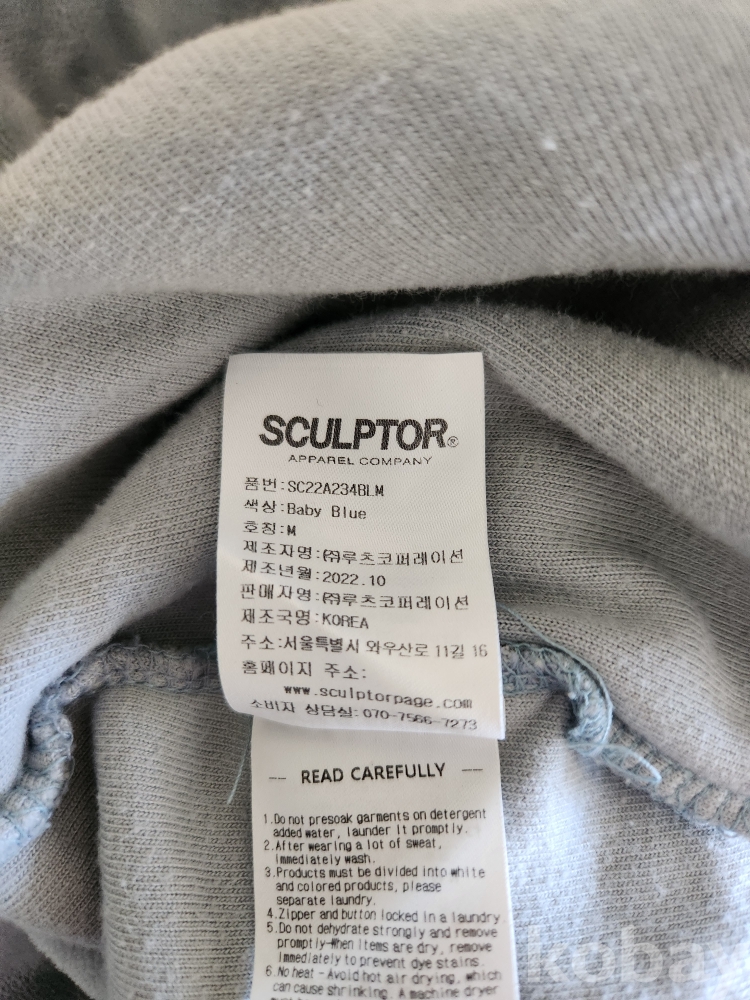 SCULPTOR®
APPAREL COMPANY
품번:SC22A234BLM
색상:Baby Blue
호칭:M
제조자명:㈜루츠코퍼레이션
제조년월:2022.10
판매자명:㈜루츠코퍼레이션
제조국명:KOREA
주소:서울특별시 와우산로 11길 16
홈페이지 주소:
www.sculptorpage.com
소비자 상담실:070-7566-7273
READ CAREFULLY
1.Do not presoak garments on detergent
added water, launder it promptly.
2.After wearing a lot of sweat,
immediately wash.
3.Products must be divided into white
and colored products, please
separate laundry.
4.Zipper and button locked in a laundry
5.Do not dehydrate strongly and remove
promptly-When items are dry, remove
immediately to prevent dye stains.
6.No heat - Avoid hot air drying, which
can cause shrinking. A machine dryer